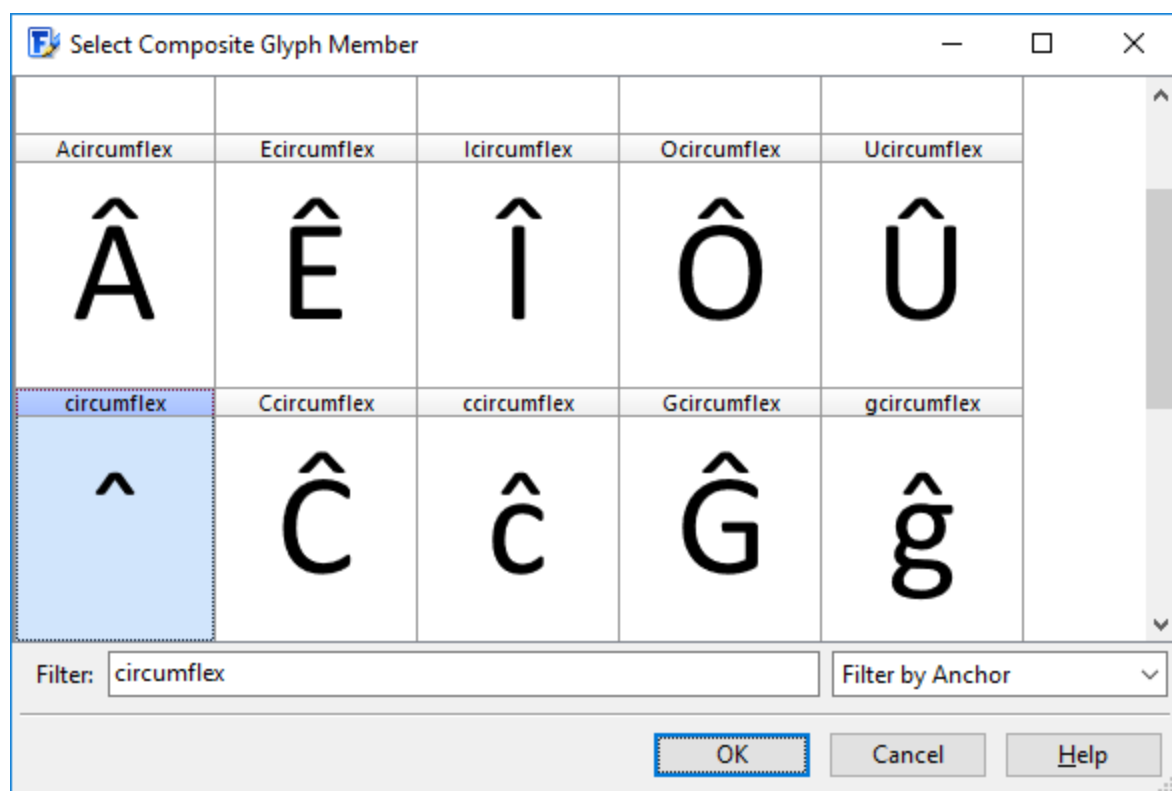 Select Composite Glyph Member
Acircumflex Ecircumflex Icircumflex Ocircumflex Ucircumflex
Â Ê Î Ô Û
circumflex Ccircumflex ccircumflex Gcircumflex gcircumflex
ˆ Ĉ ĉ Ĝ ĝ
Filter: circumflex Filter by Anchor
OK Cancel Help